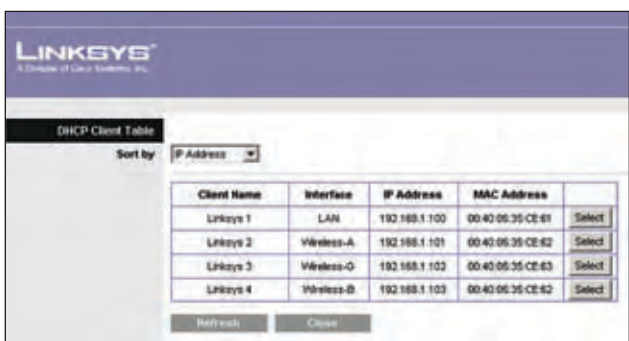 LINKSYS®
A Division of Cisco Systems, Inc.
DHCP Client Table
Sort by IP Address
Client Name Interface IP Address MAC Address
Linksys 1 LAN 192.168.1.100 00:40:05:35:CE:61 Select
Linksys 2 Wireless-A 192.168.1.101 00:40:05:35:CE:62 Select
Linksys 3 Wireless-G 192.168.1.102 00:40:05:35:CE:63 Select
Linksys 4 Wireless-B 192.168.1.103 00:40:05:35:CE:62 Select
Refresh Close